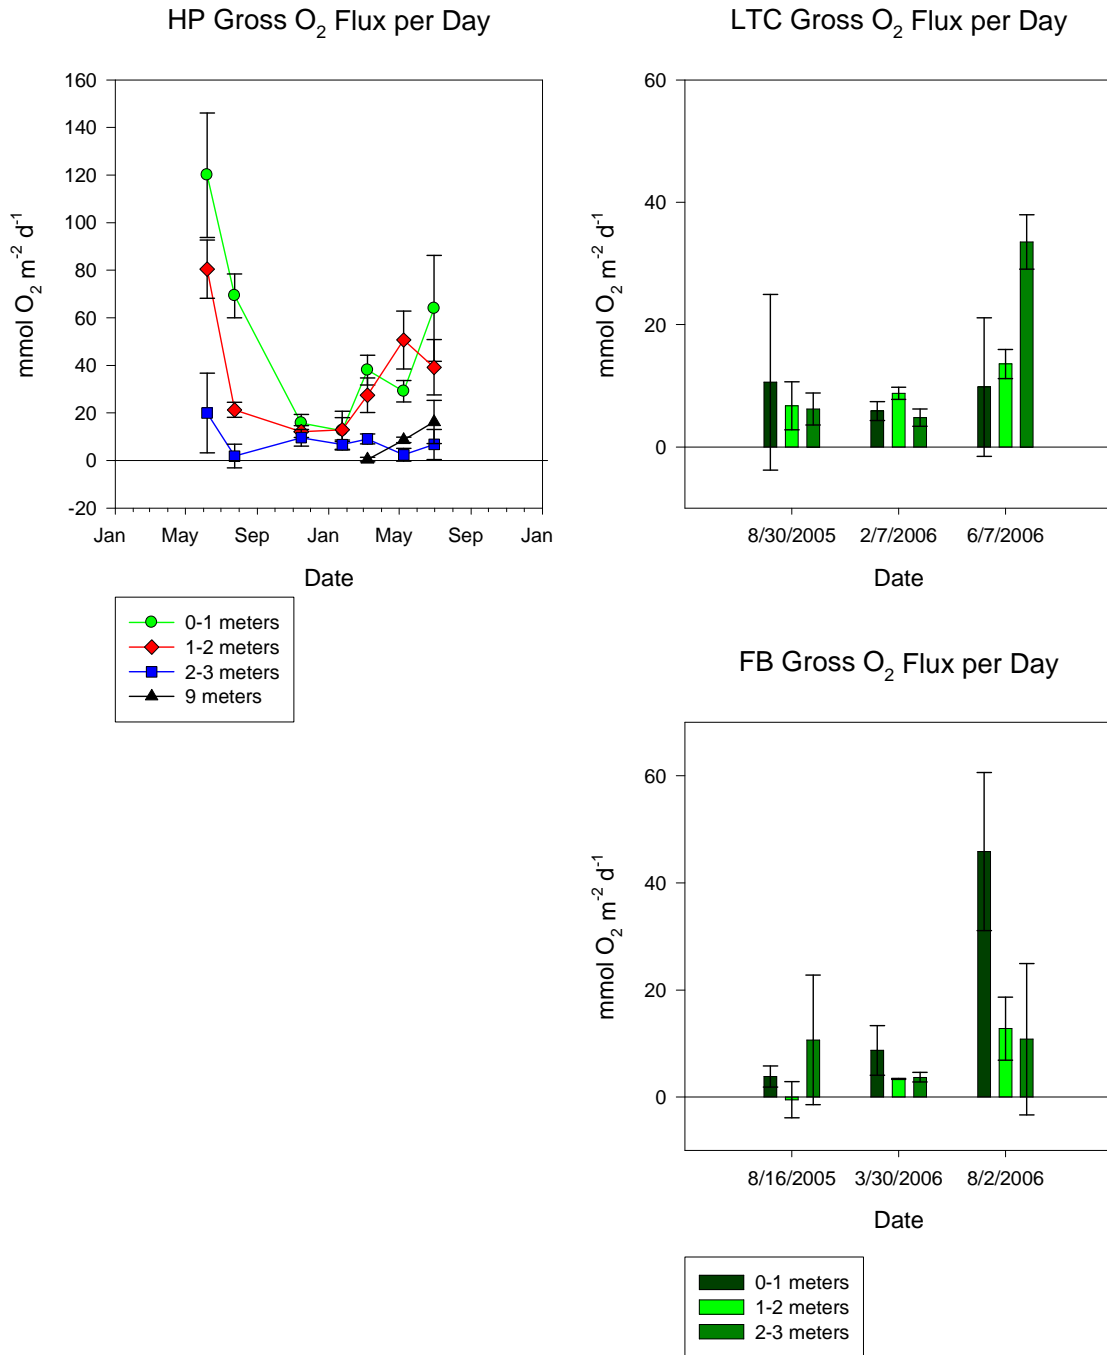 HP Gross O2 Flux per Day
160
140
120
100
80
60
40
20
0
-20
mmol O2 m-2 d-1
Jan May Sep Jan May Sep Jan
Date
0-1 meters
1-2 meters
2-3 meters
9 meters
LTC Gross O2 Flux per Day
60
40
20
0
mmol O2 m-2 d-1
8/30/2005 2/7/2006 6/7/2006
Date
FB Gross O2 Flux per Day
60
40
20
0
mmol O2 m-2 d-1
8/16/2005 3/30/2006 8/2/2006
Date
0-1 meters
1-2 meters
2-3 meters